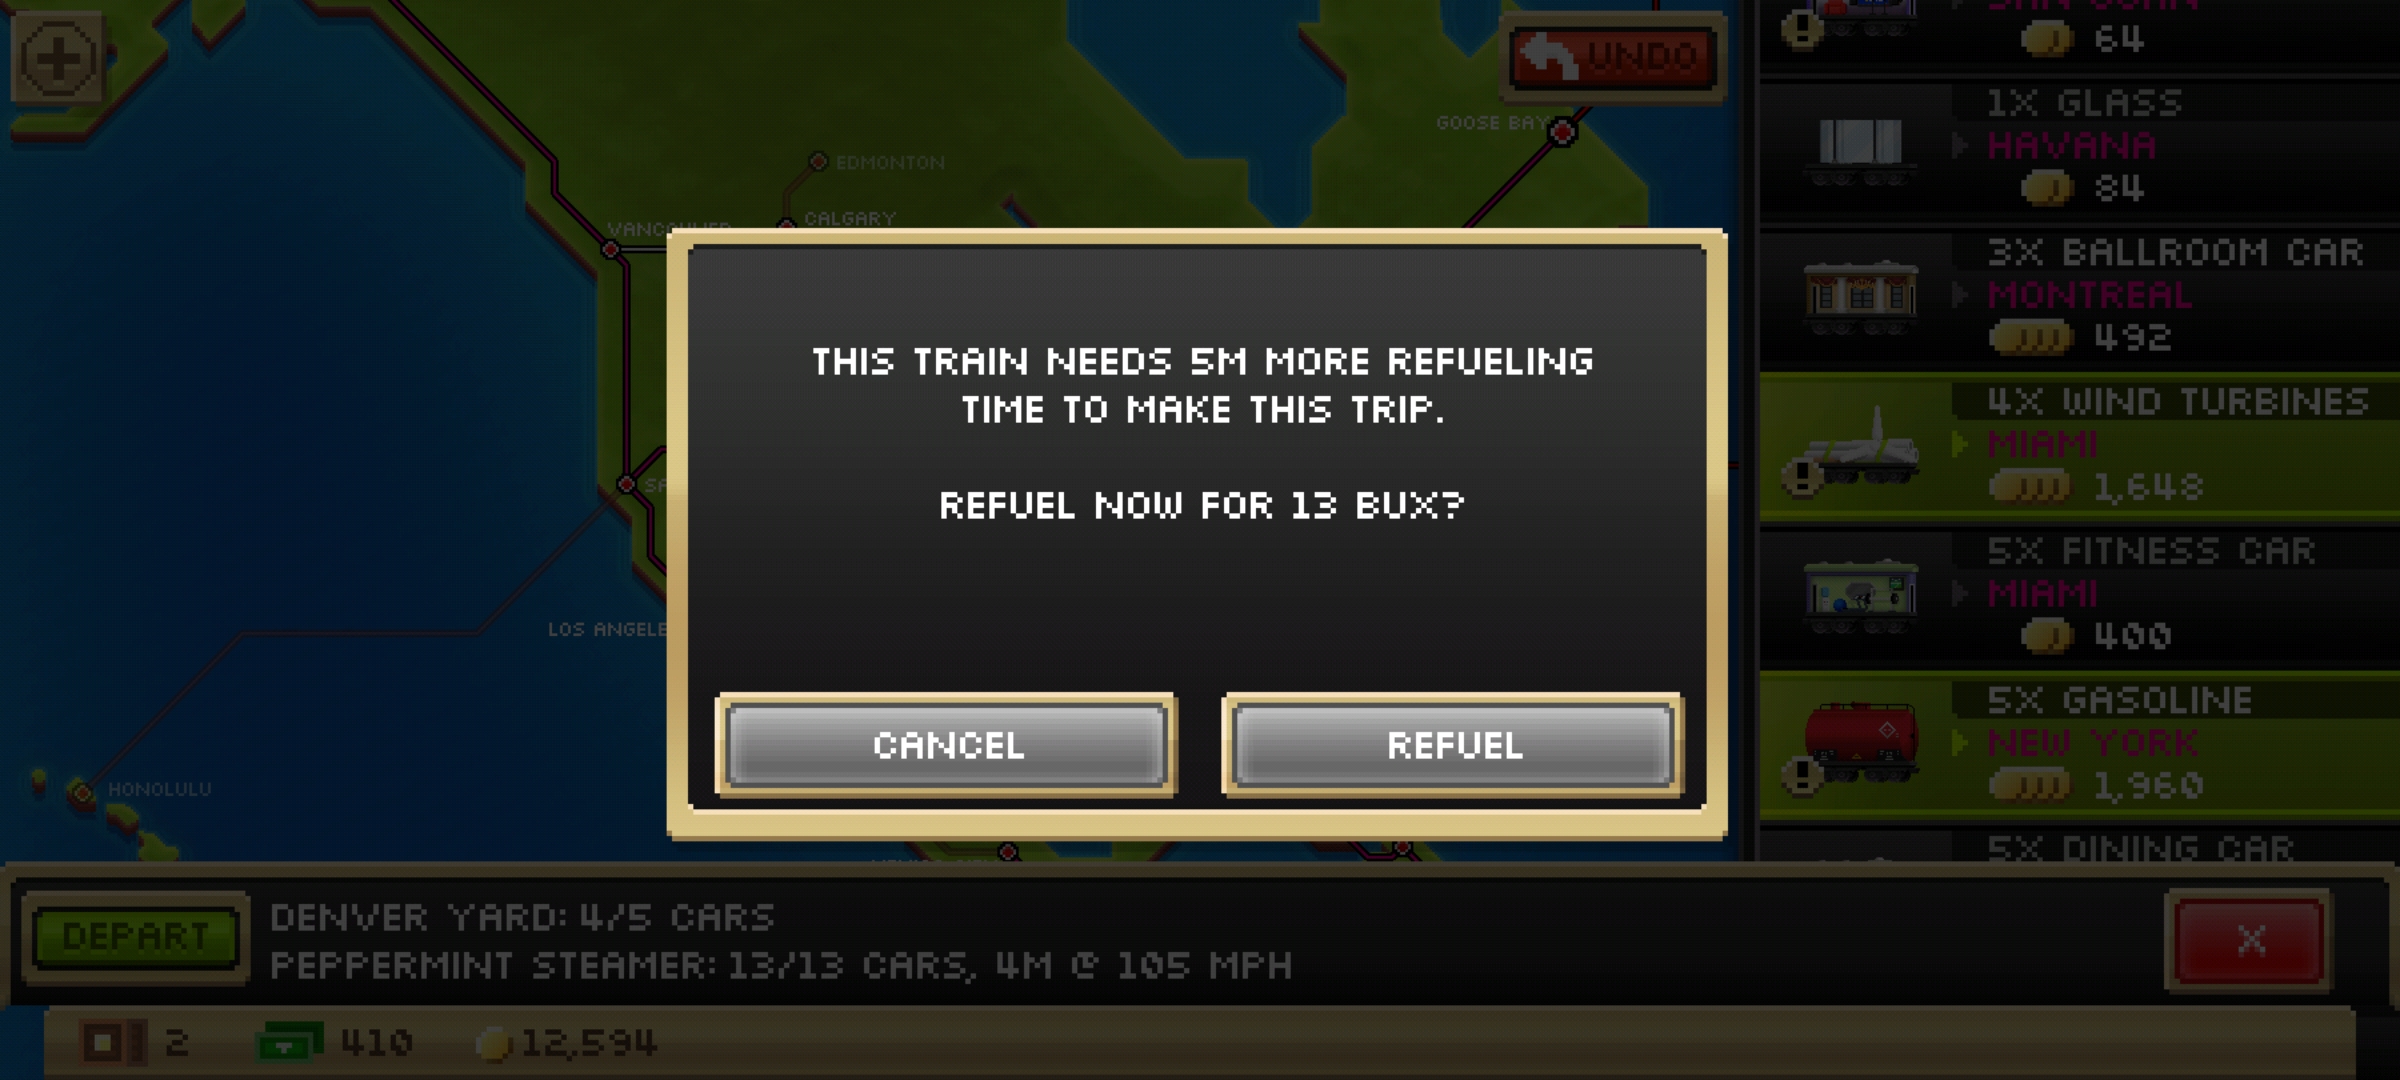 SAN JUAN
64
UNDO
1X GLASS
HAVANA
84
GOOSE BAY
EDMONTON
CALGARY
3X BALLROOM CAR
MONTREAL
492
THIS TRAIN NEEDS 5M MORE REFUELING
TIME TO MAKE THIS TRIP.
REFUEL NOW FOR 13 BUX?
4X WIND TURBINES
MIAMI
1,648
5X FITNESS CAR
MIAMI
400
HONOLULU
CANCEL
REFUEL
5X GASOLINE
NEW YORK
1,960
5X DINING CAR
DEPART
DENVER YARD: 4/5 CARS
PEPPERMINT STEAMER: 13/13 CARS, 4M @ 105 MPH
X
2
410
12,594